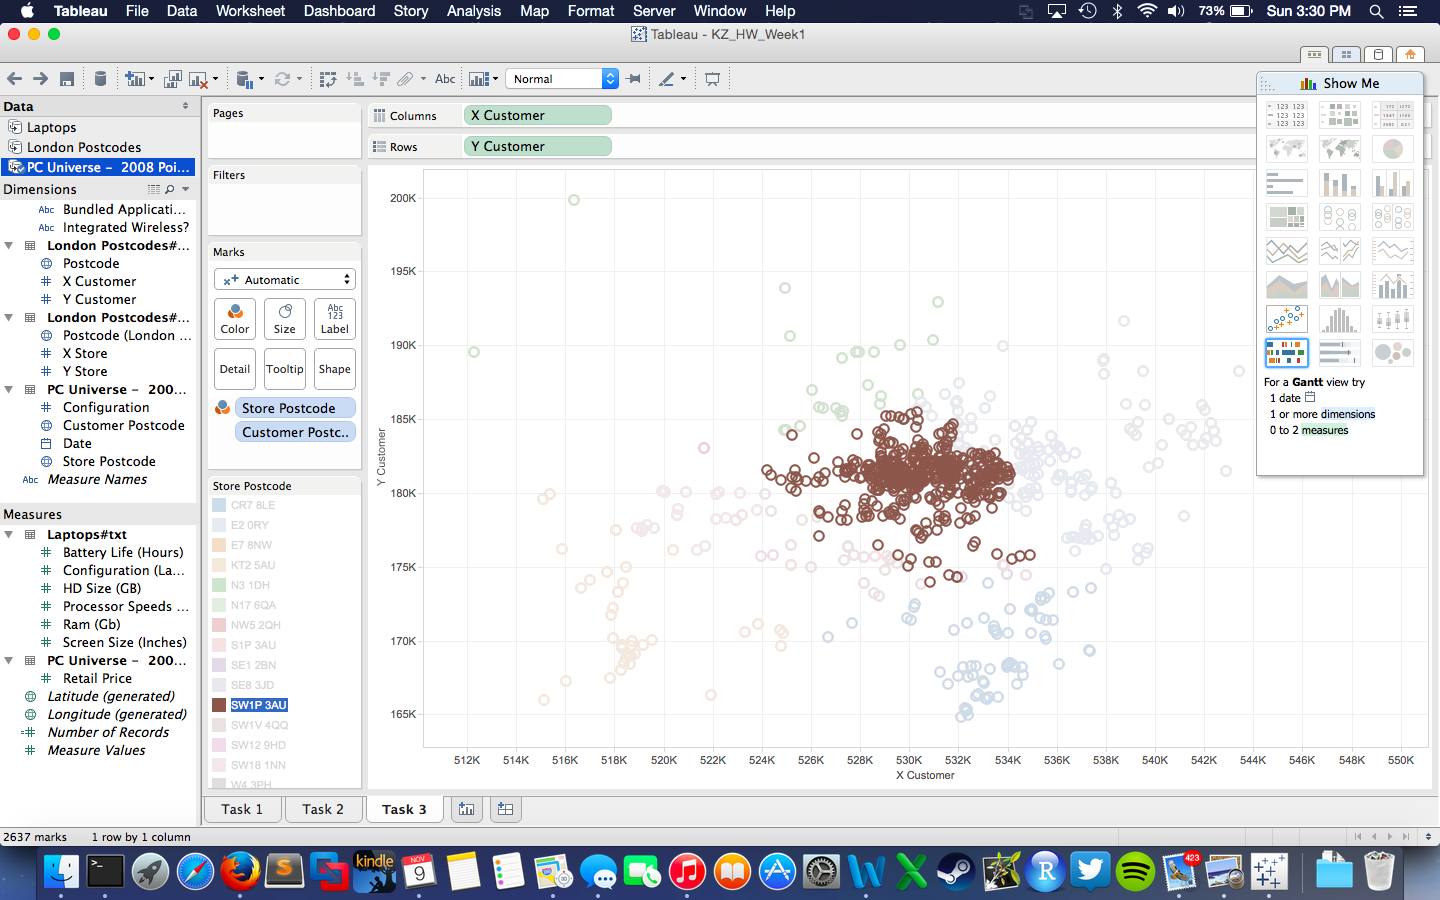 Tableau File Data Worksheet Dashboard Story Analysis Map Format Server Window Help 73% Sun 3:30 PM
Tableau - KZ_HW_Week1
Abc Normal
Data
Laptops
London Postcodes
PC Universe - 2008 Poi...
Dimensions
Abc Bundled Applicati...
Abc Integrated Wireless?
London Postcodes#...
Postcode
X Customer
Y Customer
London Postcodes#...
Postcode (London ...
X Store
Y Store
PC Universe - 200...
Configuration
Customer Postcode
Date
Store Postcode
Abc Measure Names
Measures
Laptops#txt
Battery Life (Hours)
Configuration (La...
HD Size (GB)
Processor Speeds ...
Ram (Gb)
Screen Size (Inches)
PC Universe - 200...
Retail Price
Latitude (generated)
Longitude (generated)
Number of Records
Measure Values
Pages
Filters
Marks
Automatic
Color Size Abc 123 Label
Detail Tooltip Shape
Store Postcode
Customer Postc..
Store Postcode
CR7 8LE
E2 0RY
E7 8NW
KT2 5AU
N3 1DH
N17 6QA
NW5 2QH
S1P 3AU
SE1 2BN
SE8 3JD
SW1P 3AU
SW1V 4QQ
SW12 9HD
SW18 1NN
W4 3PH
Columns X Customer
Rows Y Customer
200K
195K
190K
185K
180K
175K
170K
165K
Y Customer
512K 514K 516K 518K 520K 522K 524K 526K 528K 530K 532K 534K 536K 538K 540K 542K 544K 546K 548K 550K
X Customer
Show Me
For a Gantt view try
1 date
1 or more dimensions
0 to 2 measures
Task 1 Task 2 Task 3
2637 marks 1 row by 1 column
kindle
NOV
9
423